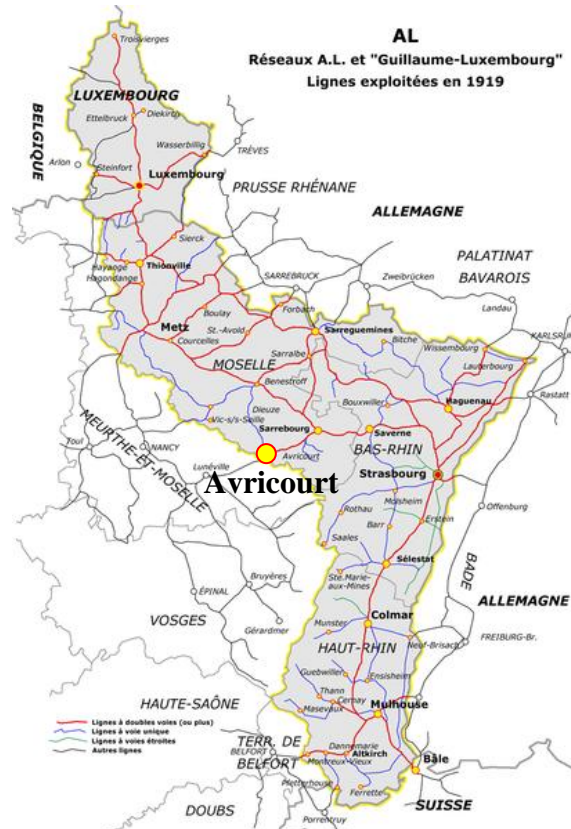 AL
Réseaux A.L. et "Guillaume-Luxembourg"
Lignes exploitées en 1919
Troisvierges
LUXEMBOURG
Ettelbruck
Diekirth
BELGIQUE
Wasserbillig
TRÈVES
Arlon
Steinfort
Luxembourg
PRUSSE RHÉNANE
ALLEMAGNE
Sierck
Hayange
Thionville
Hagondange
SARREBRUCK
Zweibrücken
PALATINAT
BAVAROIS
Landau
Boulay
Forbach
Metz
St.-Avold
Courcelles
Sarreguemines
Bitche
Wissembourg
KARLSRU
Lauterbourg
Sarralbe
MOSELLE
Benestroff
Rastatt
Bouxwiller
Haguenau
Dieuze
Vic-s/s-Seille
Sarrebourg
Saverne
MEURTHE-ET-MOSELLE
Toul
NANCY
Lunéville
Avricourt
BAS-RHIN
Avricourt
Strasbourg
Molsheim
Offenburg
Rothau
Barr
Erstein
Saales
BADE
Sélestat
Bruyères
Ste.Marie-
aux-Mines
ÉPINAL
ALLEMAGNE
VOSGES
Gérardmer
Colmar
Munster
Neuf-Brisach
FREIBURG-Br.
HAUT-RHIN
Guebwiller
Ensisheim
HAUTE-SAÔNE
Thann
Cernay
Masevaux
Mulhouse
Lignes à doubles voies (ou plus)
Lignes à voie unique
Lignes à voies étroites
Autres lignes
TERR. DE
BELFORT
BELFORT
Dannemarie
Altkirch
Montreux-Vieux
Bâle
Pfetterhouse
Ferrette
SUISSE
DOUBS
Porrentruy